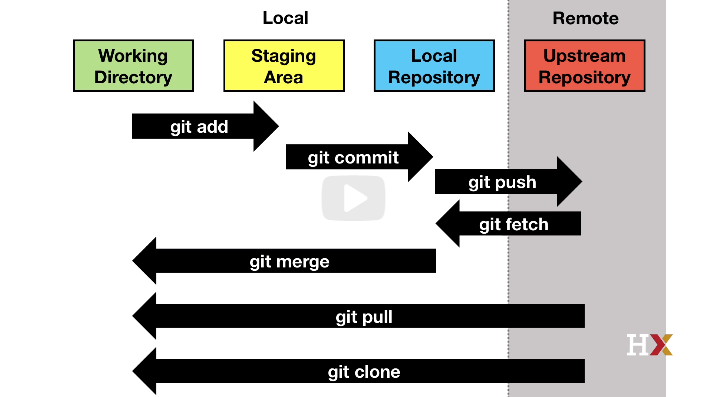 Local
Remote
Working
Directory
Staging
Area
Local
Repository
Upstream
Repository
git add
git commit
git push
git fetch
git merge
git pull
git clone
HX